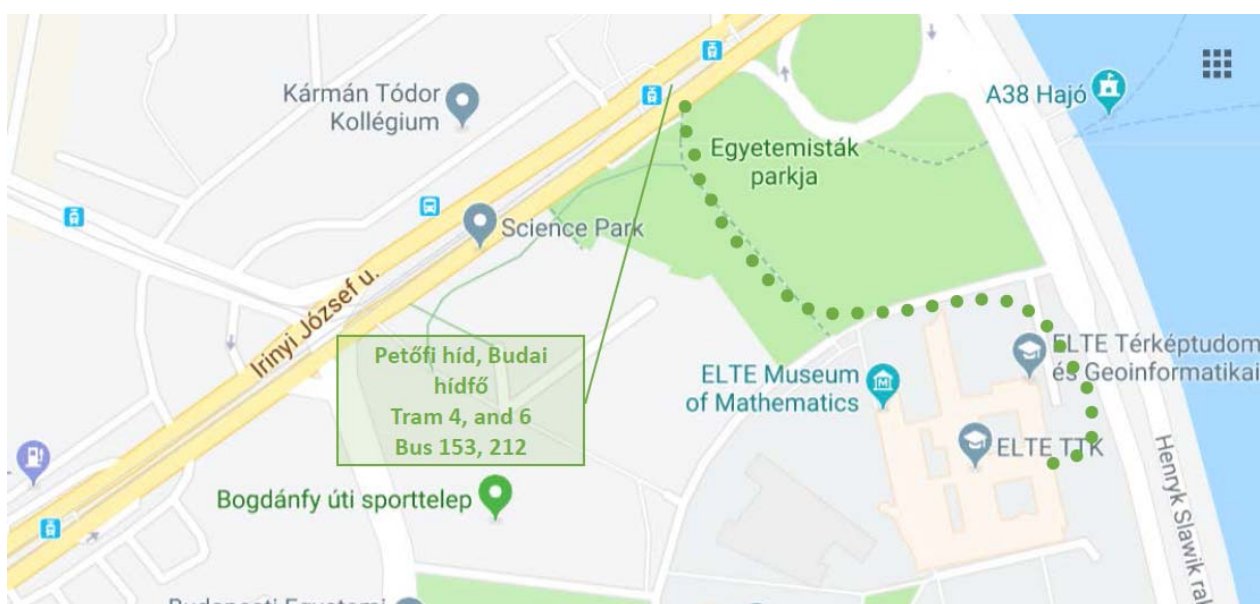 Kármán Tódor
Kollégium
A38 Hajó
Egyetemisták
parkja
Science Park
Irinyi József u.
Petőfi híd, Budai
hídfő
Tram 4, and 6
Bus 153, 212
ELTE Térképtudom
és Geoinformatikai
ELTE Museum
of Mathematics
M
ELTE TTK
Henryk Slawik rak
Bogdánfy úti sporttelep
Budapesti Egyetemi